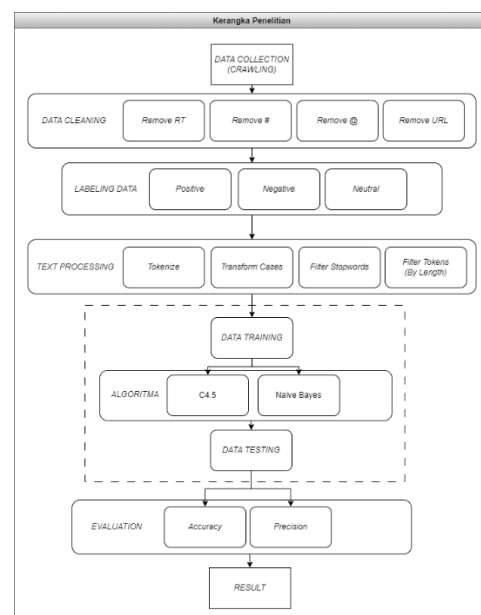 Kerangka Penelitian
DATA COLLECTION
(CRAWLING)
DATA CLEANING
Remove RT
Remove #
Remove @
Remove URL
LABELING DATA
Positive
Negative
Neutral
TEXT PROCESSING
Tokenize
Transform Cases
Filter Stopwords
Filter Tokens
(By Length)
DATA TRAINING
ALGORITMA
C4.5
Naive Bayes
DATA TESTING
EVALUATION
Accuracy
Precision
RESULT